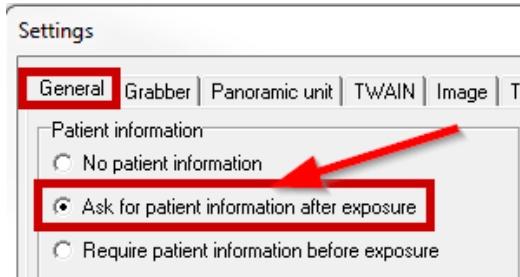 Settings
General Grabber Panoramic unit TWAIN Image T
Patient information
No patient information
Ask for patient information after exposure
Require patient information before exposure